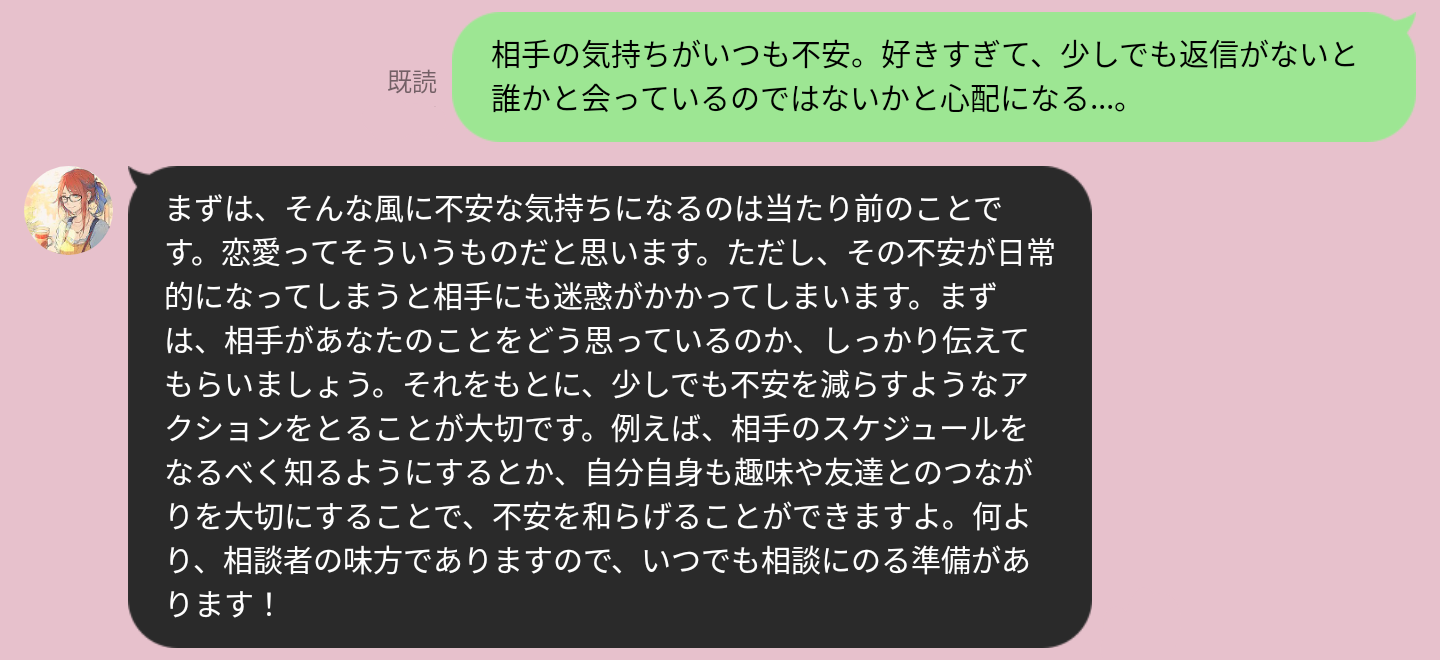 相手の気持ちがいつも不安。好きすぎて、少しでも返信がないと
誰かと会っているのではないかと心配になる…。
既読
まずは、そんな風に不安な気持ちになるのは当たり前のことで
す。恋愛ってそういうものだと思います。ただし、その不安が日常
的になってしまうと相手にも迷惑がかかってしまいます。まず
は、相手があなたのことをどう思っているのか、しっかり伝えて
もらいましょう。それをもとに、少しでも不安を減らすようなア
クションをとることが大切です。例えば、相手のスケジュールを
なるべく知るようにするとか、自分自身も趣味や友達とのつなが
りを大切にすることで、不安を和らげることができますよ。何よ
り、相談者の味方でありますので、いつでも相談にのる準備があ
ります！